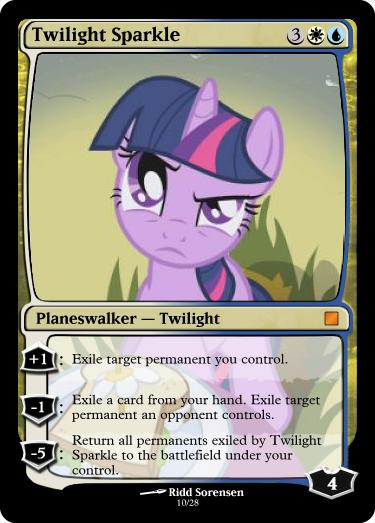 Twilight Sparkle 3
Planeswalker — Twilight
+1: Exile target permanent you control.
-1: Exile a card from your hand. Exile target
permanent an opponent controls.
-5: Return all permanents exiled by Twilight
Sparkle to the battlefield under your
control.
4
Ridd Sorensen
10/28